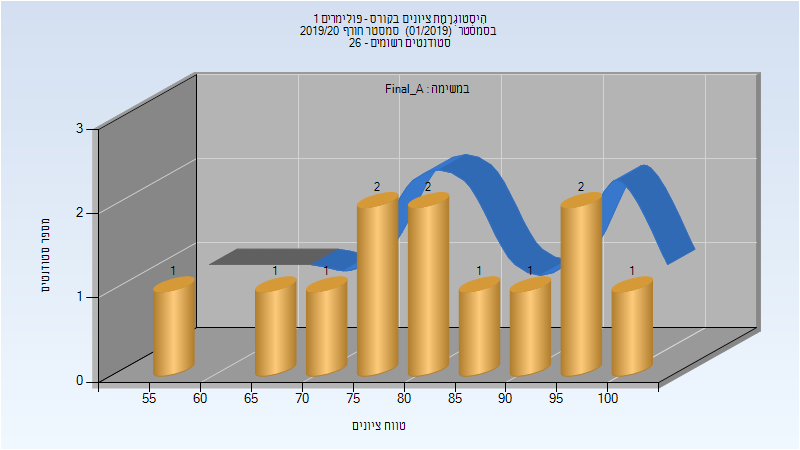 היסטוגרמת ציונים בקורס - פולימרים 1
בסמסטר (01/2019) סמסטר חורף 2019/20
סטודנטים רשומים - 26
במשימה : Final_A
מספר סטודנטים
3
2
1
0
1
1
1
2
2
1
1
2
1
55 60 65 70 75 80 85 90 95 100
טווח ציונים